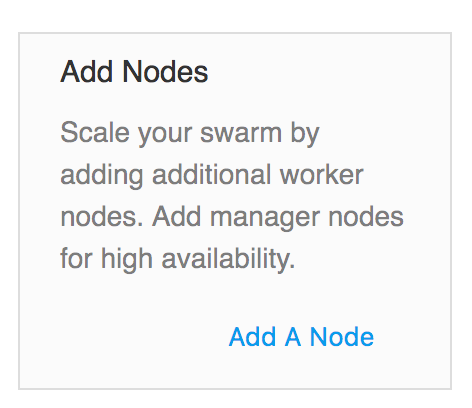 Add Nodes
Scale your swarm by
adding additional worker
nodes. Add manager nodes
for high availability.
Add A Node